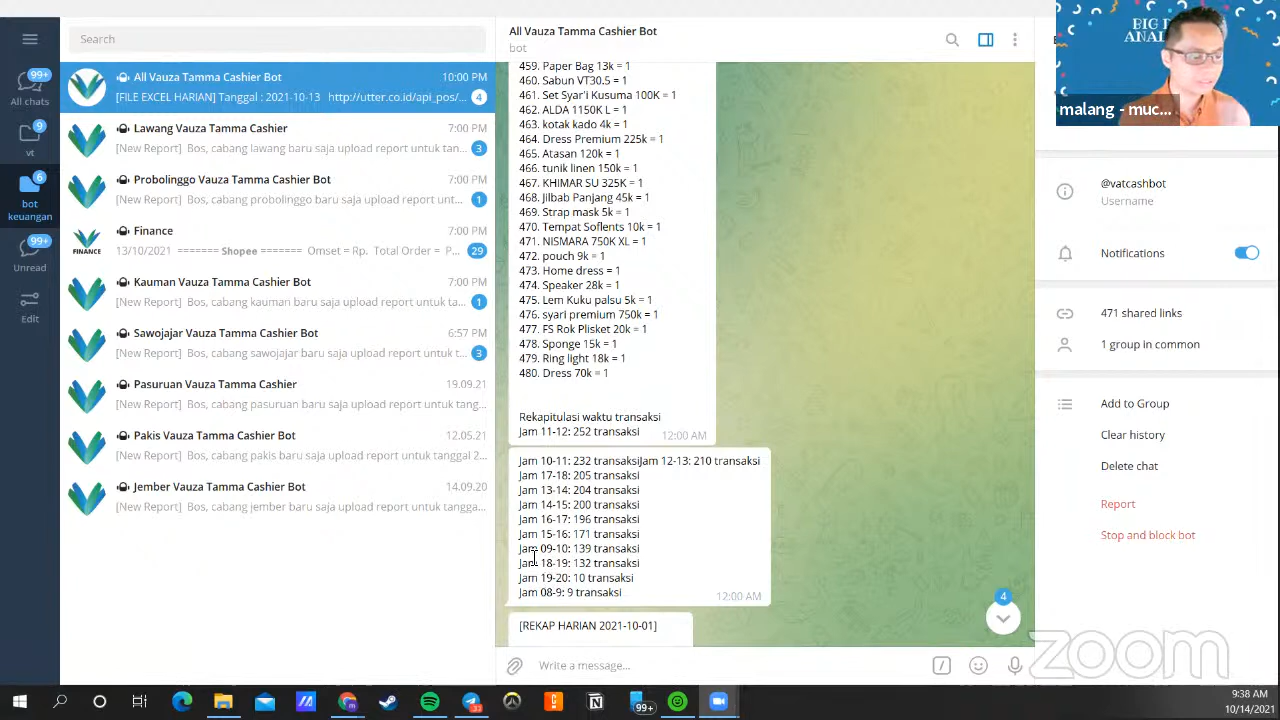 Search
99+
All chats
9
vt
6
bot
keuangan
99+
Unread
Edit
All Vauza Tamma Cashier Bot 10:00 PM
[FILE EXCEL HARIAN] Tanggal : 2021-10-13 http://utter.co.id/api_pos/... 4
Lawang Vauza Tamma Cashier 7:00 PM
[New Report] Bos, cabang lawang baru saja upload report untuk tan... 3
Probolinggo Vauza Tamma Cashier 7:00 PM
[New Report] Bos, cabang probolinggo baru saja upload report unt... 1
FINANCE
Finance 7:00 PM
13/10/2021 ======= Shopee ======= Omset = Rp. Total Order = P... 29
Kauman Vauza Tamma Cashier 7:00 PM
[New Report] Bos, cabang kauman baru saja upload report untuk ta... 1
Sawojajar Vauza Tamma Cashier 6:57 PM
[New Report] Bos, cabang sawojajar baru saja upload report untuk t... 3
Pasuruan Vauza Tamma Cashier 19.09.21
[New Report] Bos, cabang pasuruan baru saja upload report untuk tang...
Pakis Vauza Tamma Cashier 12.05.21
[New Report] Bos, cabang pakis baru saja upload report untuk tanggal 2...
Jember Vauza Tamma Cashier 14.09.20
[New Report] Bos, cabang jember baru saja upload report untuk tangga...
All Vauza Tamma Cashier Bot
bot
459. Paper Bag 13k = 1
460. Sabun VT30.5 = 1
461. Set Syar'i Kusuma 100K = 1
462. ALDA 1150K L = 1
463. kotak kado 4k = 1
464. Dress Premium 225k = 1
465. Atasan 120k = 1
466. tunik linen 150k = 1
467. KHIMAR SU 325K = 1
468. Jilbab Panjang 45k = 1
469. Strap mask 5k = 1
470. Tempat Soflents 10k = 1
471. NISMARA 750K XL = 1
472. pouch 9k = 1
473. Home dress = 1
474. Speaker 28k = 1
475. Lem Kuku palsu 5k = 1
476. syari premium 750k = 1
477. FS Rok Plisket 20k = 1
478. Sponge 15k = 1
479. Ring light 18k = 1
480. Dress 70k = 1
Rekapitulasi waktu transaksi
Jam 11-12: 252 transaksi 12:00 AM
Jam 10-11: 232 transaksiJam 12-13: 210 transaksi
Jam 17-18: 205 transaksi
Jam 13-14: 204 transaksi
Jam 14-15: 200 transaksi
Jam 16-17: 196 transaksi
Jam 15-16: 171 transaksi
Jam 09-10: 139 transaksi
Jam 18-19: 132 transaksi
Jam 19-20: 10 transaksi
Jam 08-9: 9 transaksi 12:00 AM
[REKAP HARIAN 2021-10-01]
4
Write a message...
malang - muc...
@vatcashbot
Username
Notifications
471 shared links
1 group in common
Add to Group
Clear history
Delete chat
Report
Stop and block bot
zoom
99+
9:38 AM
10/14/2021